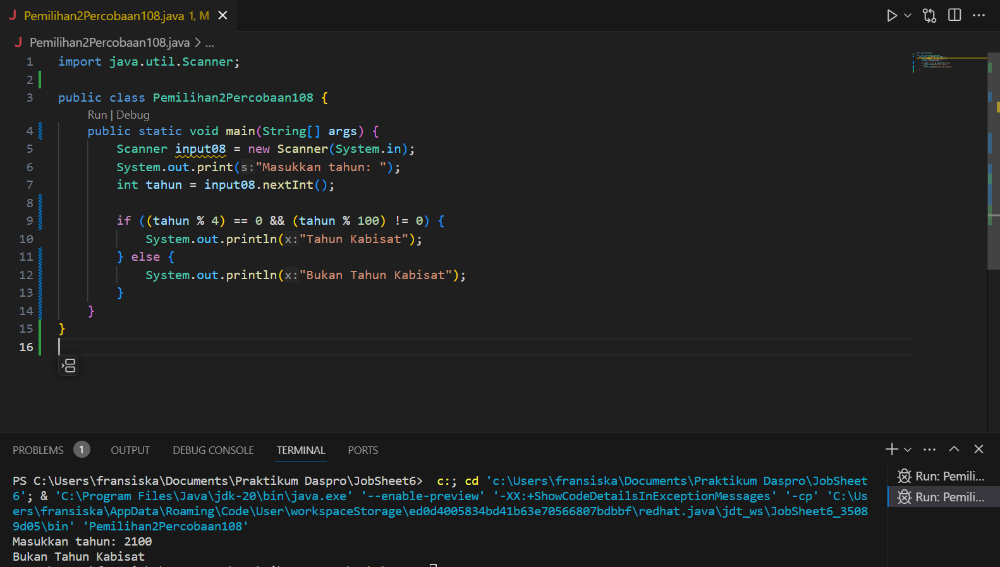 J Pemilihan2Percobaan108.java 1, M
J Pemilihan2Percobaan108.java > ...
1 import java.util.Scanner;
2
3 public class Pemilihan2Percobaan108 {
Run | Debug
4 public static void main(String[] args) {
5 Scanner input08 = new Scanner(System.in);
6 System.out.print(s:"Masukkan tahun: ");
7 int tahun = input08.nextInt();
8
9 if ((tahun % 4) == 0 && (tahun % 100) != 0) {
10 System.out.println(x:"Tahun Kabisat");
11 } else {
12 System.out.println(x:"Bukan Tahun Kabisat");
13 }
14 }
15 }
16
PROBLEMS 1 OUTPUT DEBUG CONSOLE TERMINAL PORTS
PS C:\Users\fransiska\Documents\Praktikum Daspro\JobSheet6> c:; cd 'c:\Users\fransiska\Documents\Praktikum Daspro\JobSheet
6'; & 'C:\Program Files\Java\jdk-20\bin\java.exe' '--enable-preview' '-XX:+ShowCodeDetailsInExceptionMessages' '-cp' 'C:\Us
ers\fransiska\AppData\Roaming\Code\User\workspaceStorage\ed0d4005834bd41b63e70566807bdbbf\redhat.java\jdt_ws\JobSheet6_3508
9d05\bin' 'Pemilihan2Percobaan108'
Masukkan tahun: 2100
Bukan Tahun Kabisat
Run: Pemili...
Run: Pemili...